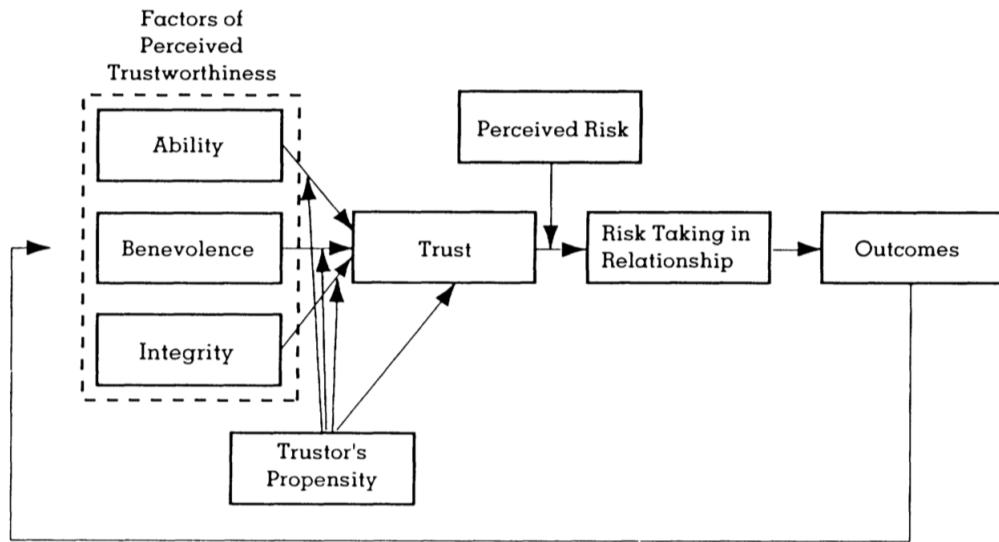 Factors of
Perceived
Trustworthiness
Ability
Benevolence
Integrity
Trustor's
Propensity
Trust
Perceived Risk
Risk Taking in
Relationship
Outcomes